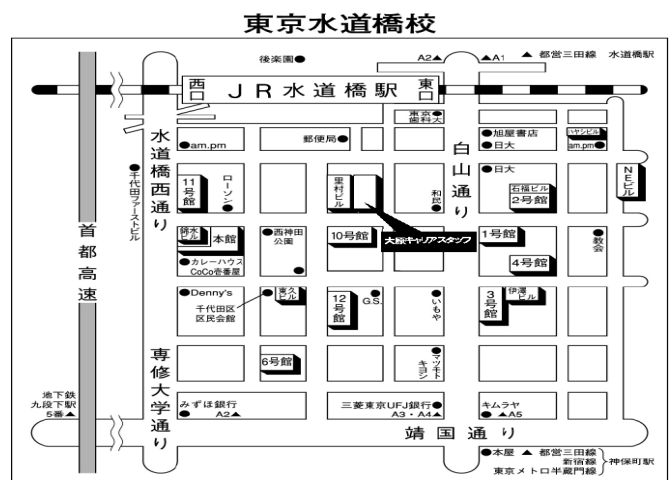 東京水道橋校
後楽園
A2▲
▲A1
▲ 都営三田線 水道橋駅
西口
JR水道橋駅
東口
水道橋西通り
am.pm
郵便局
東京歯科大
白山通り
旭屋書店
日大
ハヤシビル
am.pm
千代田ファーストビル
11号館
ローソン
里村ビル
和民
日大
石福ビル
2号館
NEビル
首都高速
大原キャリアスタッフ
錦水ビル
本館
西神田公園
10号館
1号館
4号館
教会
カレーハウス
CoCo壱番屋
Denny's
千代田区
区民会館
東久ビル
12号館
G.S.
いもや
3号館
伊澤ビル
専修大学通り
6号館
マツモトキヨシ
地下鉄
九段下駅
5番▲
みずほ銀行
A2▲
三菱東京UFJ銀行
A3・A4▲
キムラヤ
▲A5
靖国通り
本屋 ▲ 都営三田線
新宿線
東京メトロ半蔵門線
神保町駅